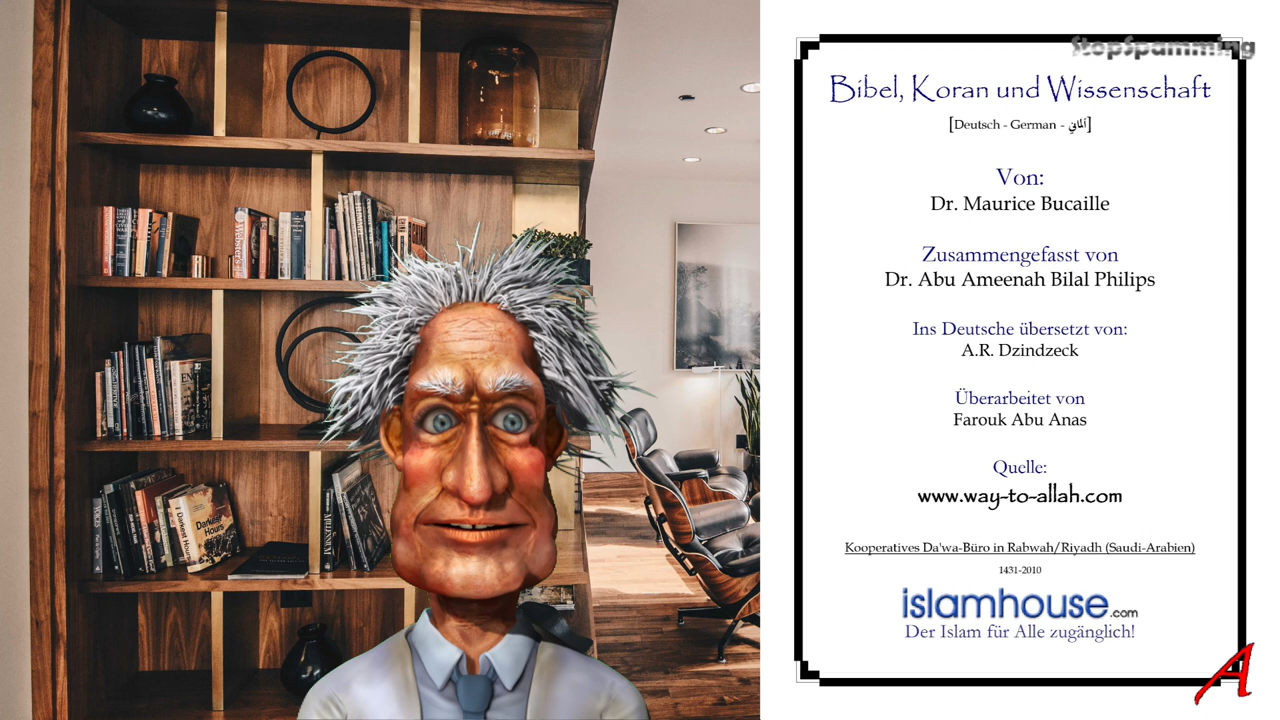 StopSpamming
Bibel, Koran und Wissenschaft
[Deutsch - German - ألماني]
Von:
Dr. Maurice Bucaille
Zusammengefasst von
Dr. Abu Ameenah Bilal Philips
Ins Deutsche übersetzt von:
A.R. Dzindzeck
Überarbeitet von
Farouk Abu Anas
Quelle:
www.way-to-allah.com
Kooperatives Da'wa-Büro in Rabwah/Riyadh (Saudi-Arabien)
1431-2010
islamhouse.com
Der Islam für Alle zugänglich!
A
Darkest
Hours